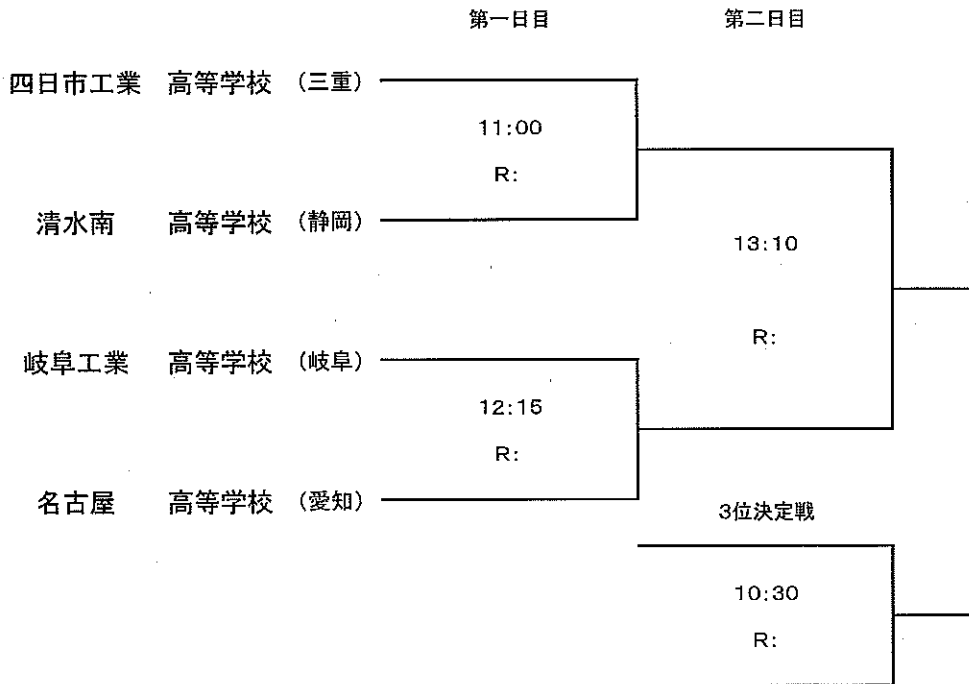 第一日目 第二日目
四日市工業 高等学校 (三重)
11:00
R:
清水南 高等学校 (静岡)
13:10
R:
岐阜工業 高等学校 (岐阜)
12:15
R:
名古屋 高等学校 (愛知)
3位決定戦
10:30
R: